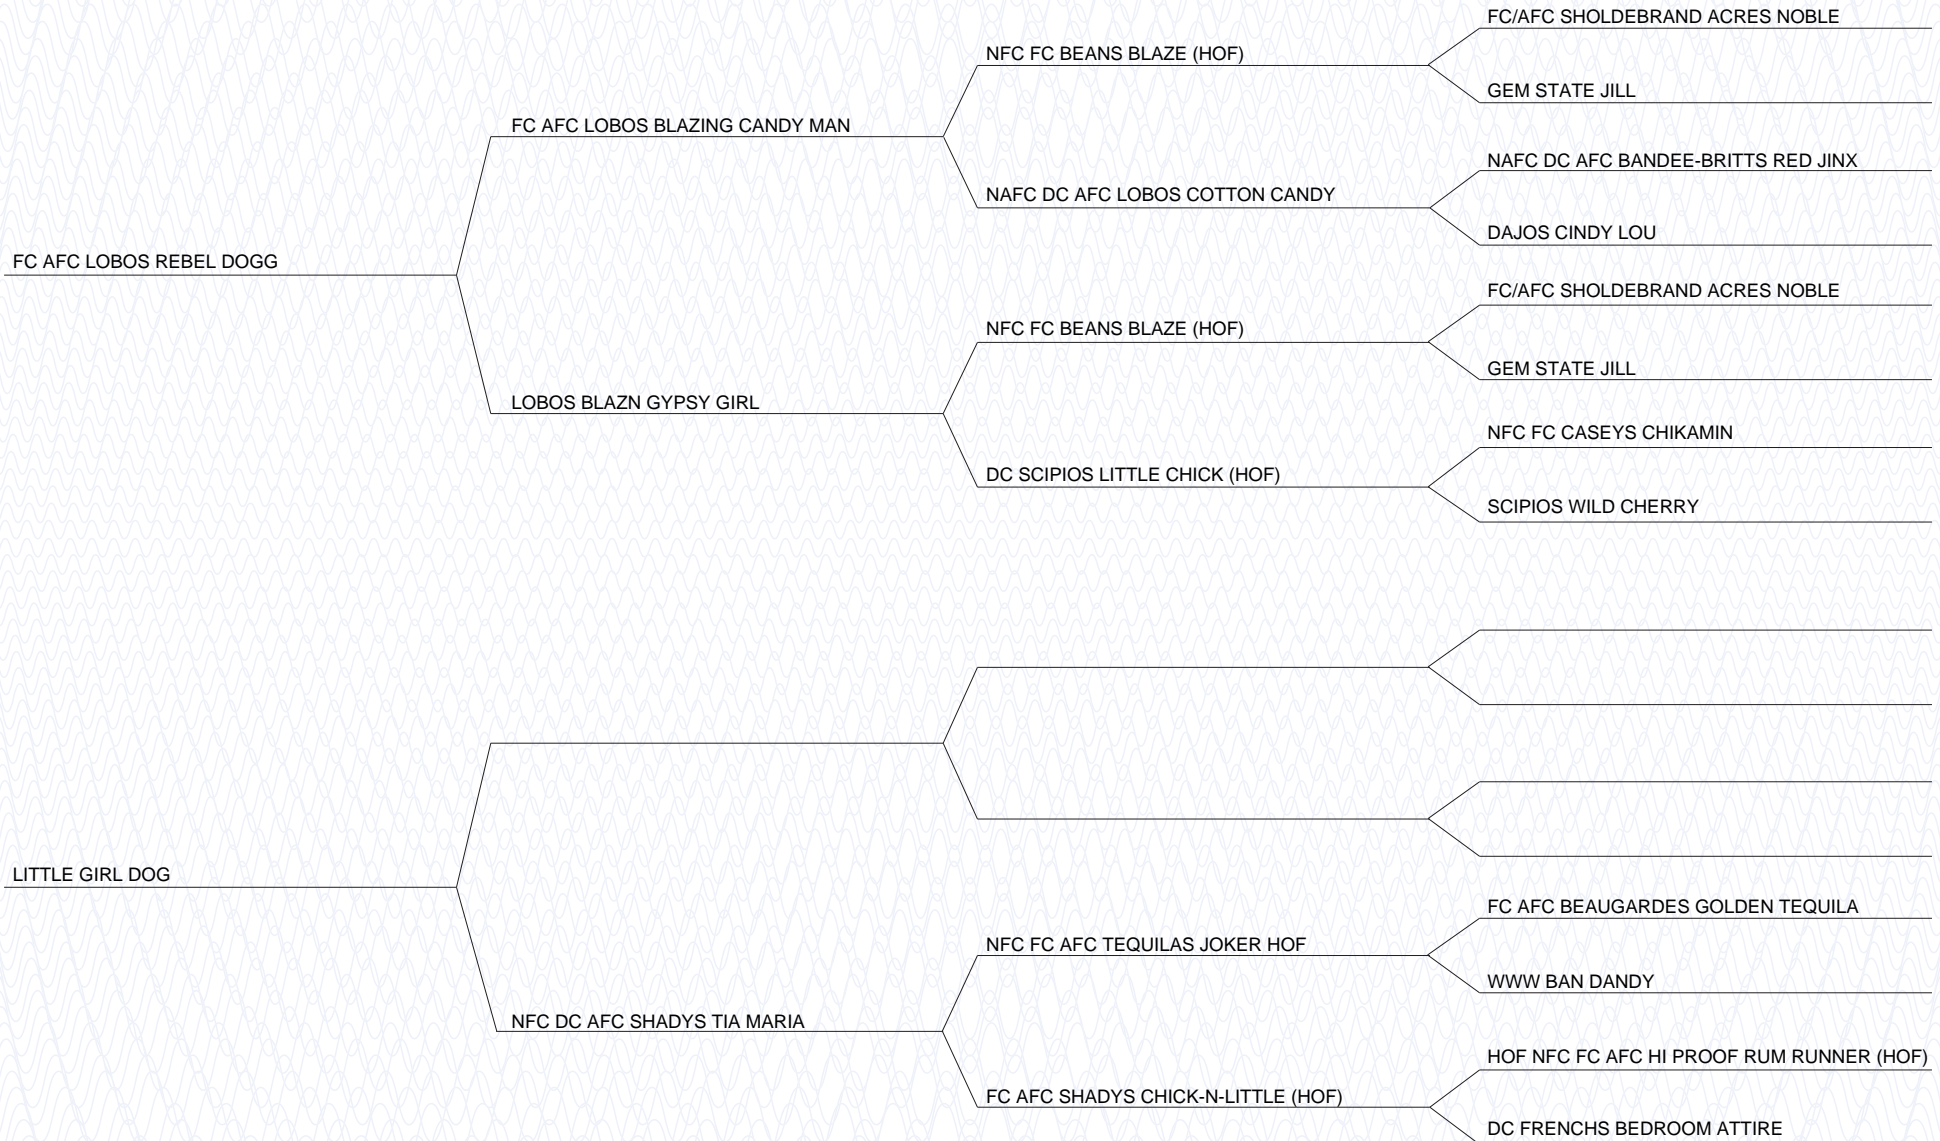 FC/AFC SHOLDEBRAND ACRES NOBLE
NFC FC BEANS BLAZE (HOF)
GEM STATE JILL
FC AFC LOBOS BLAZING CANDY MAN
NAFC DC AFC BANDEE-BRITTS RED JINX
NAFC DC AFC LOBOS COTTON CANDY
DAJOS CINDY LOU
FC AFC LOBOS REBEL DOGG
FC/AFC SHOLDEBRAND ACRES NOBLE
NFC FC BEANS BLAZE (HOF)
GEM STATE JILL
LOBOS BLAZN GYPSY GIRL
NFC FC CASEYS CHIKAMIN
DC SCIPIOS LITTLE CHICK (HOF)
SCIPIOS WILD CHERRY
LITTLE GIRL DOG
FC AFC BEAUGARDES GOLDEN TEQUILA
NFC FC AFC TEQUILAS JOKER HOF
WWW BAN DANDY
NFC DC AFC SHADYS TIA MARIA
HOF NFC FC AFC HI PROOF RUM RUNNER (HOF)
FC AFC SHADYS CHICK-N-LITTLE (HOF)
DC FRENCHS BEDROOM ATTIRE